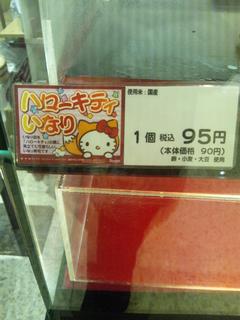 ハローキティ
いなり
使用米：国産
1個 税込 95円
(本体価格 90円)
卵・小麦・大豆 使用